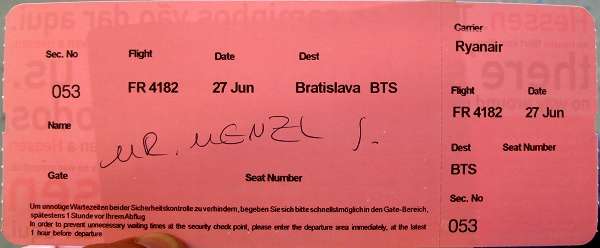 Sec. No Flight Date Dest
053 FR 4182 27 Jun Bratislava BTS
Name
MR. MENZL J.
Gate Seat Number
Um unnotige Wartezeiten bei der Sicherheitskontrolle zu verhindern, begeben Sie sich bitte schnellstmöglich in den Gate-Bereich,
spätestens 1 Stunde vor Ihrem Abflug
In order to prevent unnecessary waiting times at the security check point, please enter the departure area immediately, at the latest
1 hour before departure
Carrier
Ryanair
Flight Date
FR 4182 27 Jun
Dest Seat Number
BTS
Sec. No
053